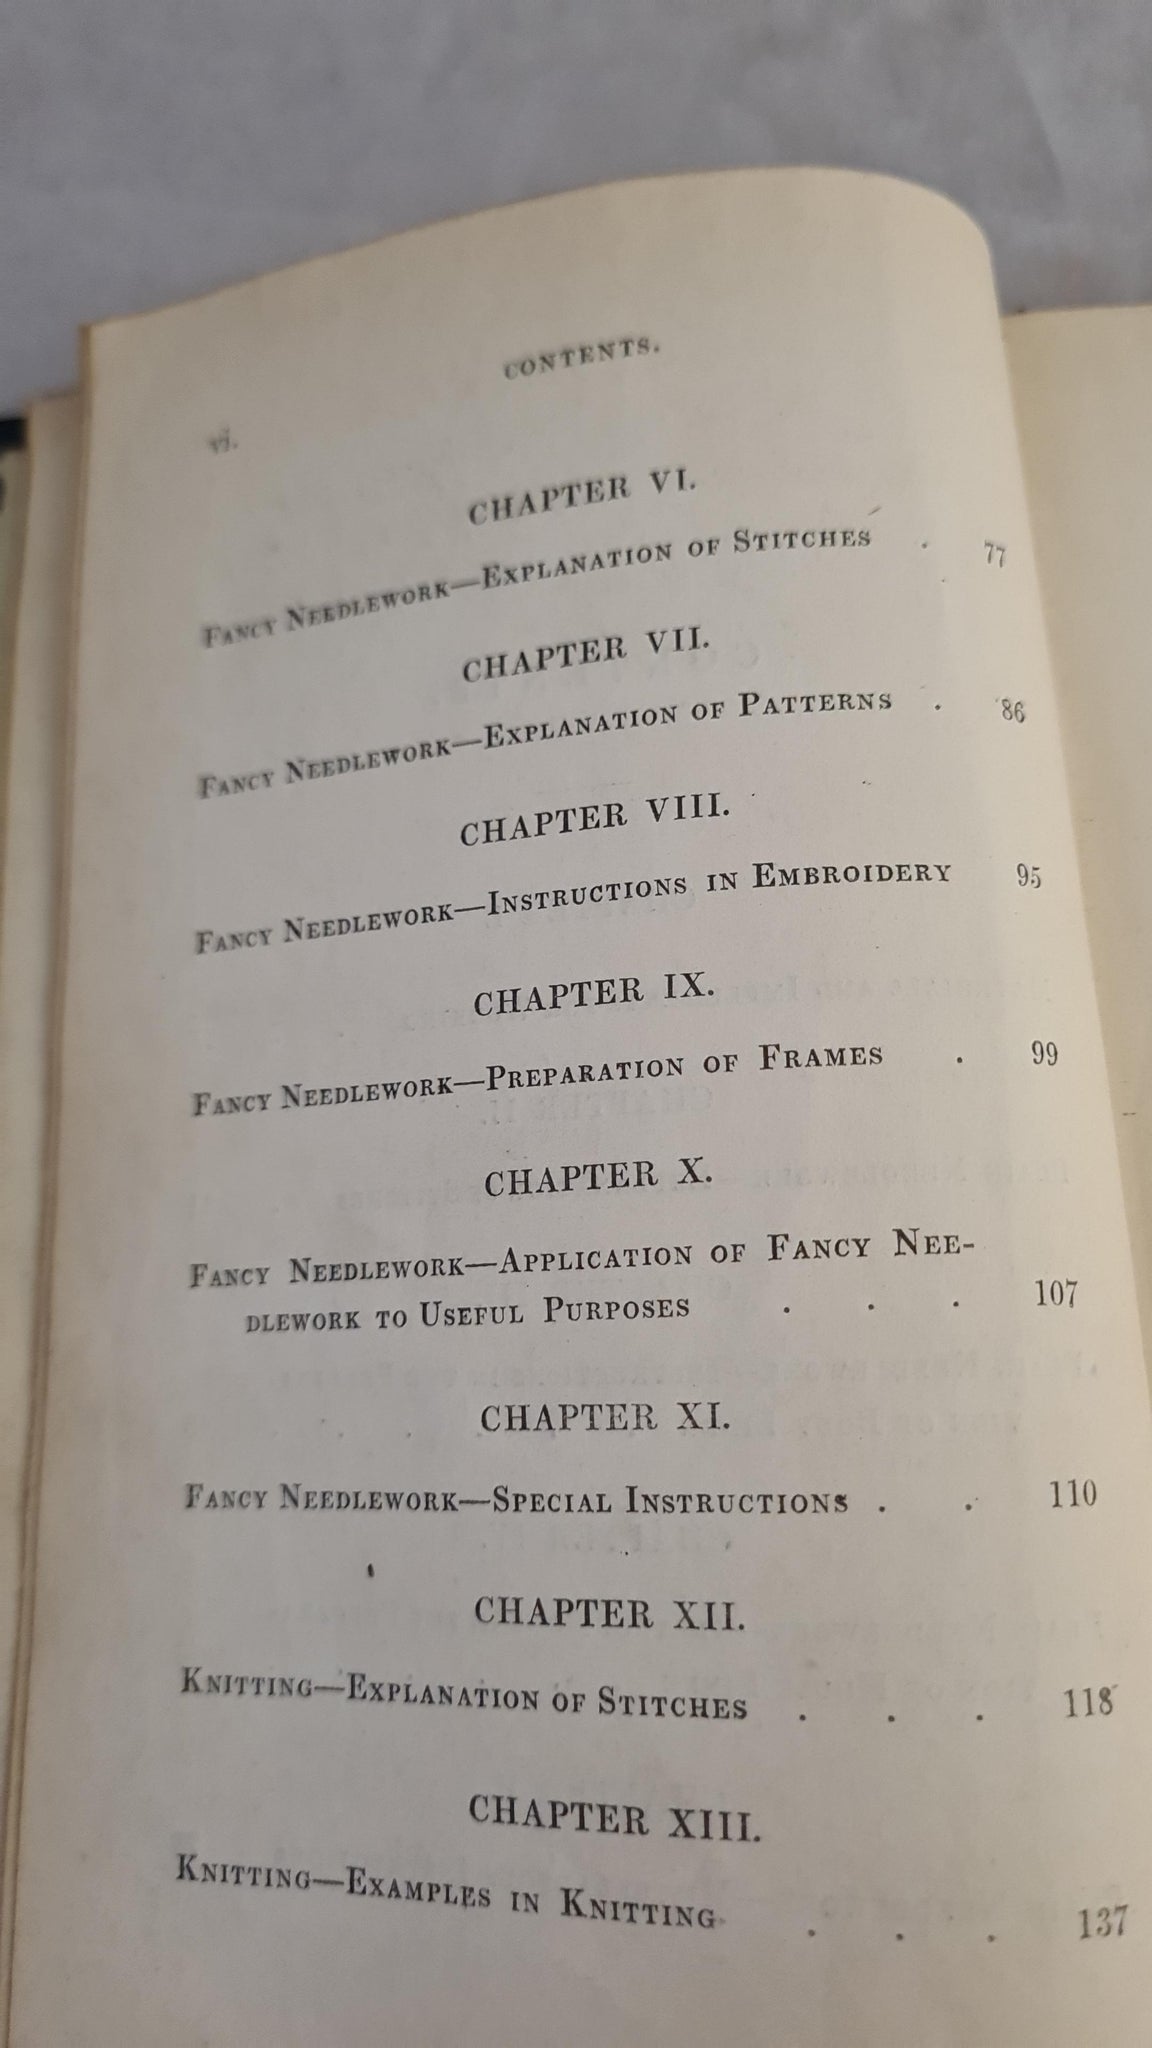 CONTENTS.
vi.
CHAPTER VI.
FANCY NEEDLEWORK—EXPLANATION OF STITCHES . 77
CHAPTER VII.
FANCY NEEDLEWORK—EXPLANATION OF PATTERNS . 86
CHAPTER VIII.
FANCY NEEDLEWORK—INSTRUCTIONS IN EMBROIDERY 95
CHAPTER IX.
FANCY NEEDLEWORK—PREPARATION OF FRAMES . 99
CHAPTER X.
FANCY NEEDLEWORK—APPLICATION OF FANCY NEE-
DLEWORK TO USEFUL PURPOSES . . . 107
CHAPTER XI.
FANCY NEEDLEWORK—SPECIAL INSTRUCTIONS . . 110
CHAPTER XII.
KNITTING—EXPLANATION OF STITCHES . . . 118
CHAPTER XIII.
KNITTING—EXAMPLES IN KNITTING . . . 137